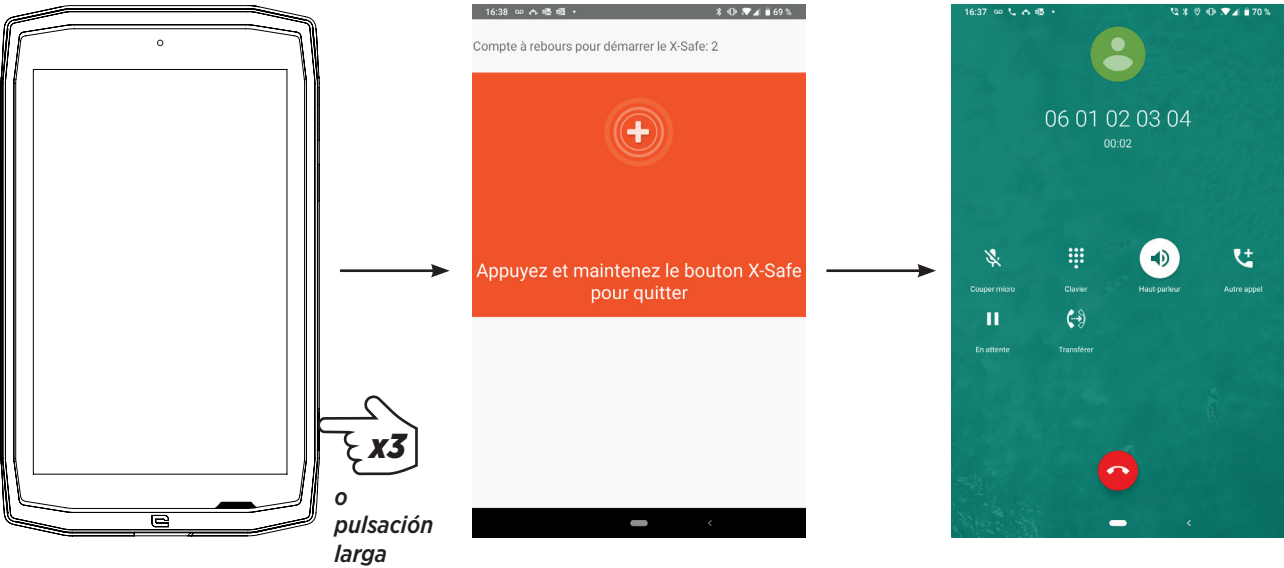 x3
o
pulsación
larga
16:38 69 %
Compte à rebours pour démarrer le X-Safe: 2
Appuyez et maintenez le bouton X-Safe
pour quitter
16:37 70 %
06 01 02 03 04
00:02
Couper micro Clavier Haut-parleur Autre appel
En attente Transférer